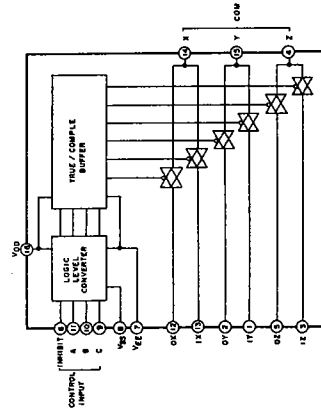 COM
X Y Z
14 15 4
VDD
16
TRUE / COMPLE
BUFFER
LOGIC
LEVEL
CONVERTER
CONTROL
INPUT
INHIBIT 6
A 11
B 10
C 9
VSS 8
VEE 7
0X 12
1X 13
0Y 2
1Y 1
0Z 5
1Z 3